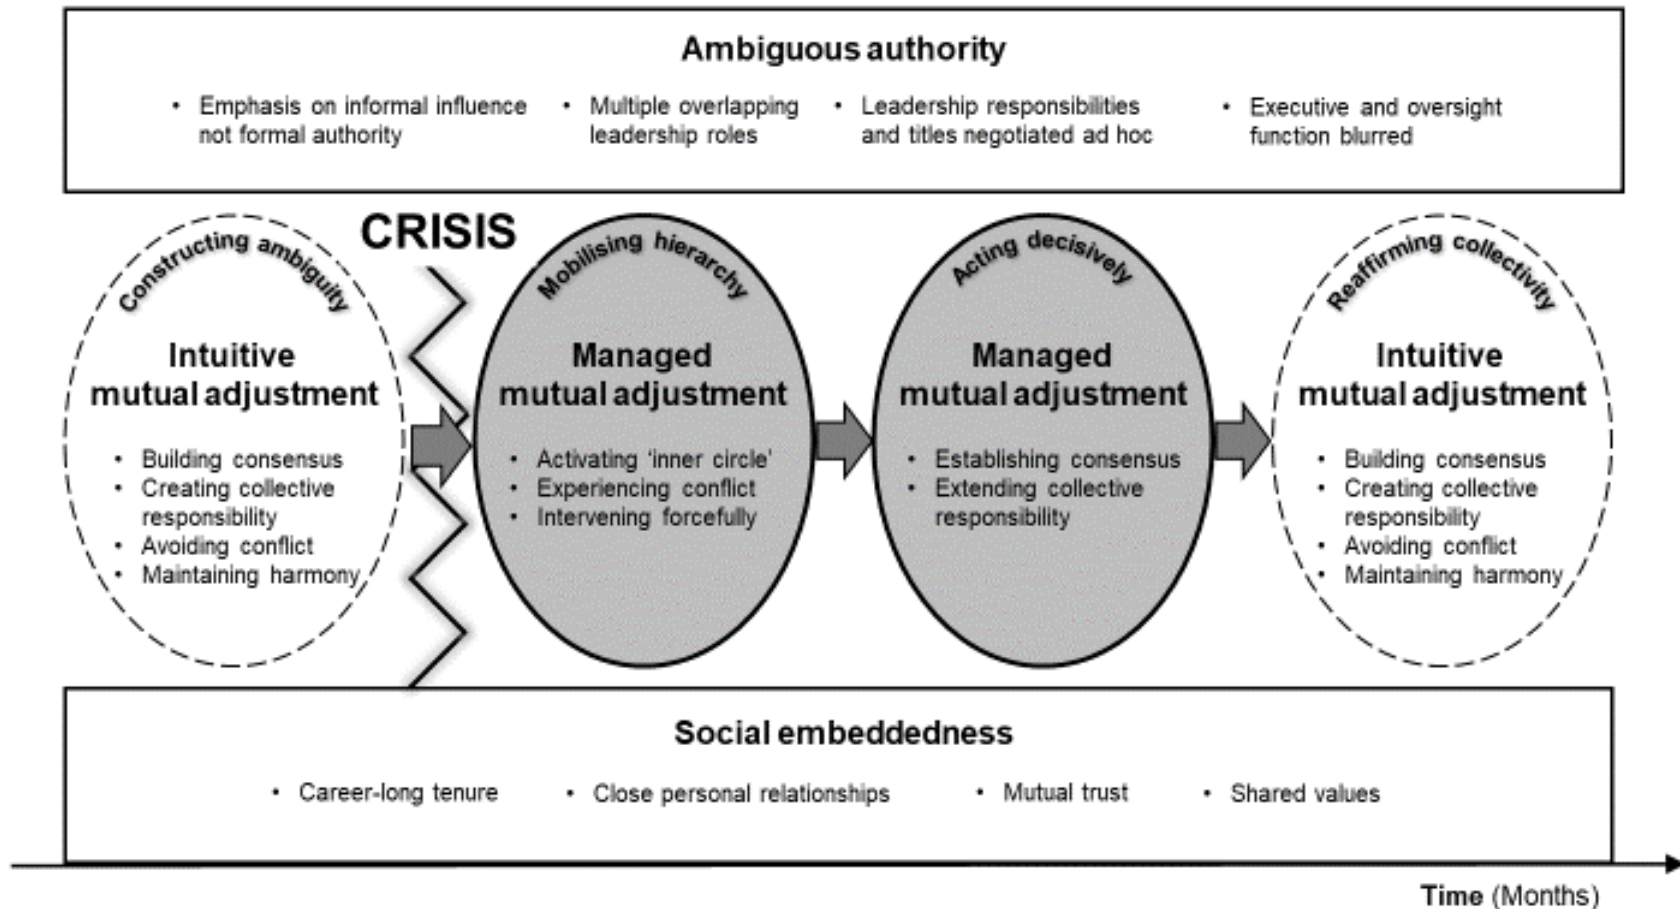 Ambiguous authority
• Emphasis on informal influence
not formal authority
• Multiple overlapping
leadership roles
• Leadership responsibilities
and titles negotiated ad hoc
• Executive and oversight
function blurred
CRISIS
Constructing ambiguity
Intuitive
mutual adjustment
• Building consensus
• Creating collective
responsibility
• Avoiding conflict
• Maintaining harmony
Mobilising hierarchy
Managed
mutual adjustment
• Activating ‘inner circle’
• Experiencing conflict
• Intervening forcefully
Acting decisively
Managed
mutual adjustment
• Establishing consensus
• Extending collective
responsibility
Reaffirming collectivity
Intuitive
mutual adjustment
• Building consensus
• Creating collective
responsibility
• Avoiding conflict
• Maintaining harmony
Social embeddedness
• Career-long tenure
• Close personal relationships
• Mutual trust
• Shared values
Time (Months)